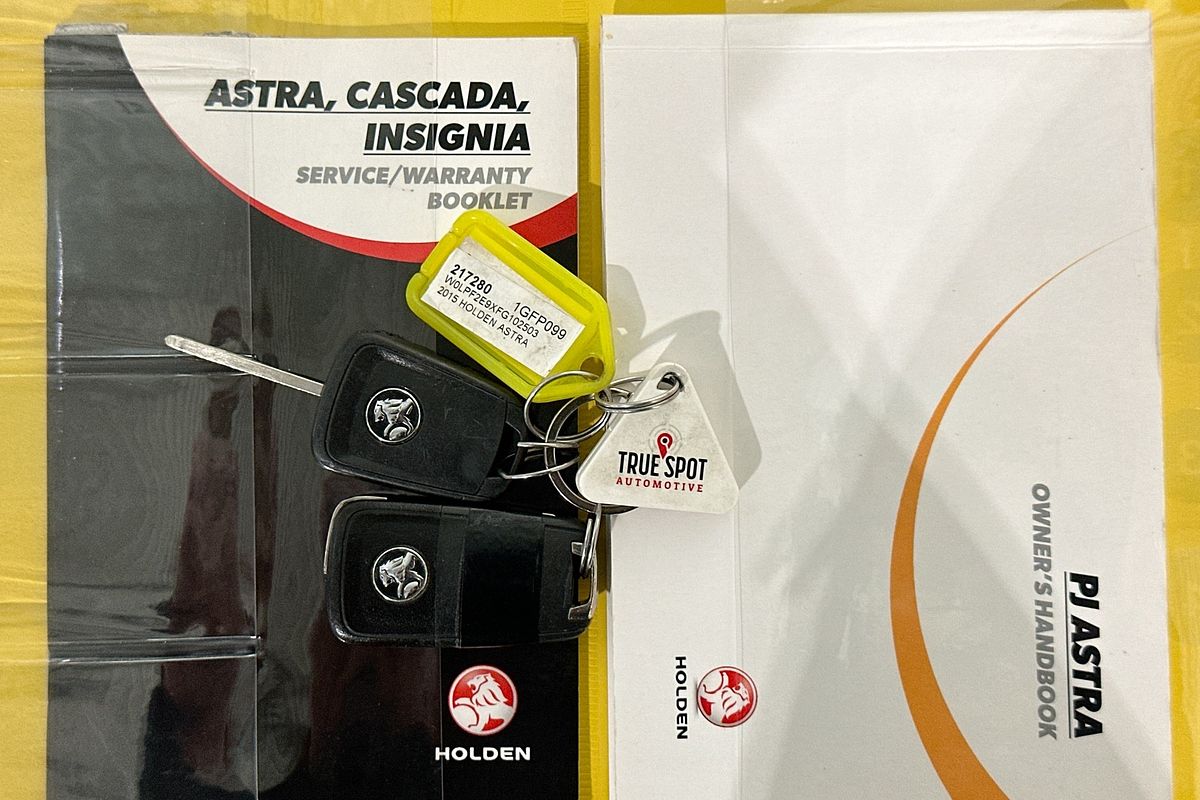 ASTRA, CASCADA,
INSIGNIA
SERVICE/WARRANTY
BOOKLET
217280 1GFP099
W0LPF2E9XFG102503
2015 HOLDEN ASTRA
TRUE SPOT
AUTOMOTIVE
HOLDEN
PJ ASTRA
OWNER'S HANDBOOK
HOLDEN